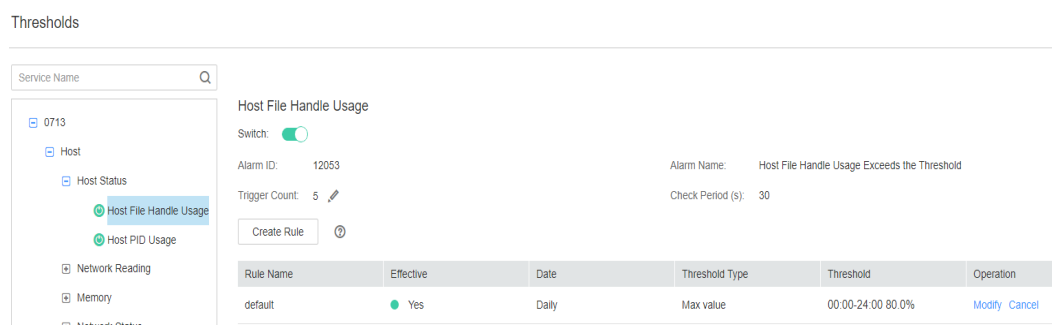 Thresholds
Service Name
0713
Host
Host Status
Host File Handle Usage
Host PID Usage
Network Reading
Memory
Network Status
Host File Handle Usage
Switch:
Alarm ID: 12053 Alarm Name: Host File Handle Usage Exceeds the Threshold
Trigger Count: 5 Check Period (s): 30
Create Rule
Rule Name Effective Date Threshold Type Threshold Operation
default Yes Daily Max value 00:00-24:00 80.0% Modify Cancel